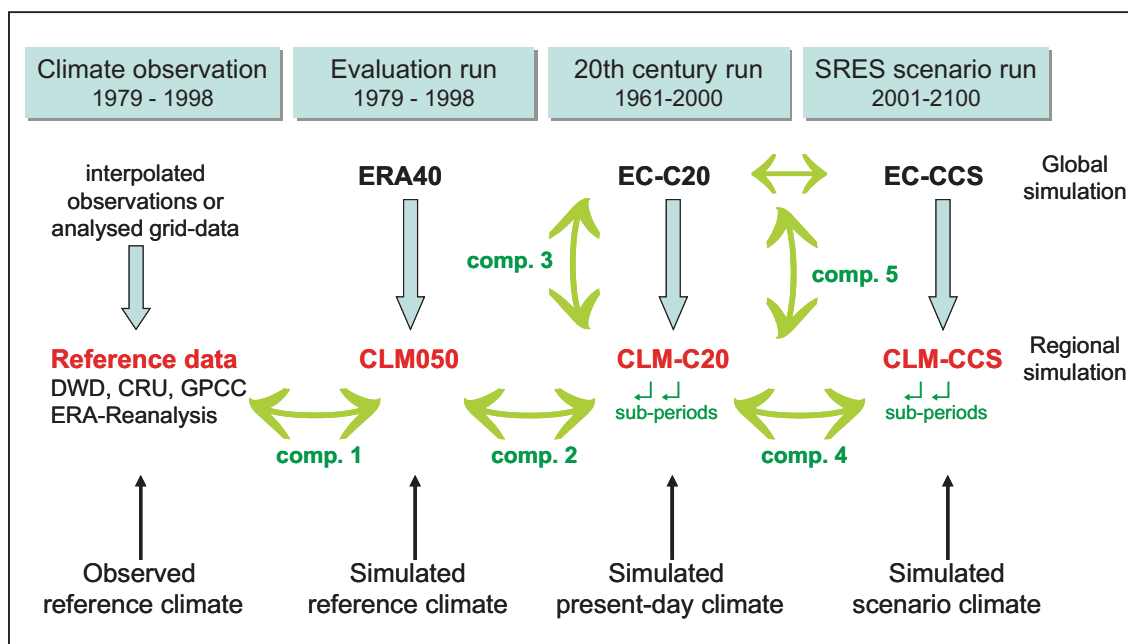 Climate observation
1979 - 1998
Evaluation run
1979 - 1998
20th century run
1961-2000
SRES scenario run
2001-2100
interpolated
observations or
analysed grid-data
ERA40
EC-C20
EC-CCS
Global
simulation
comp. 3
comp. 5
Reference data
DWD, CRU, GPCC
ERA-Reanalysis
CLM050
CLM-C20
sub-periods
CLM-CCS
sub-periods
Regional
simulation
comp. 1
comp. 2
comp. 4
Observed
reference climate
Simulated
reference climate
Simulated
present-day climate
Simulated
scenario climate